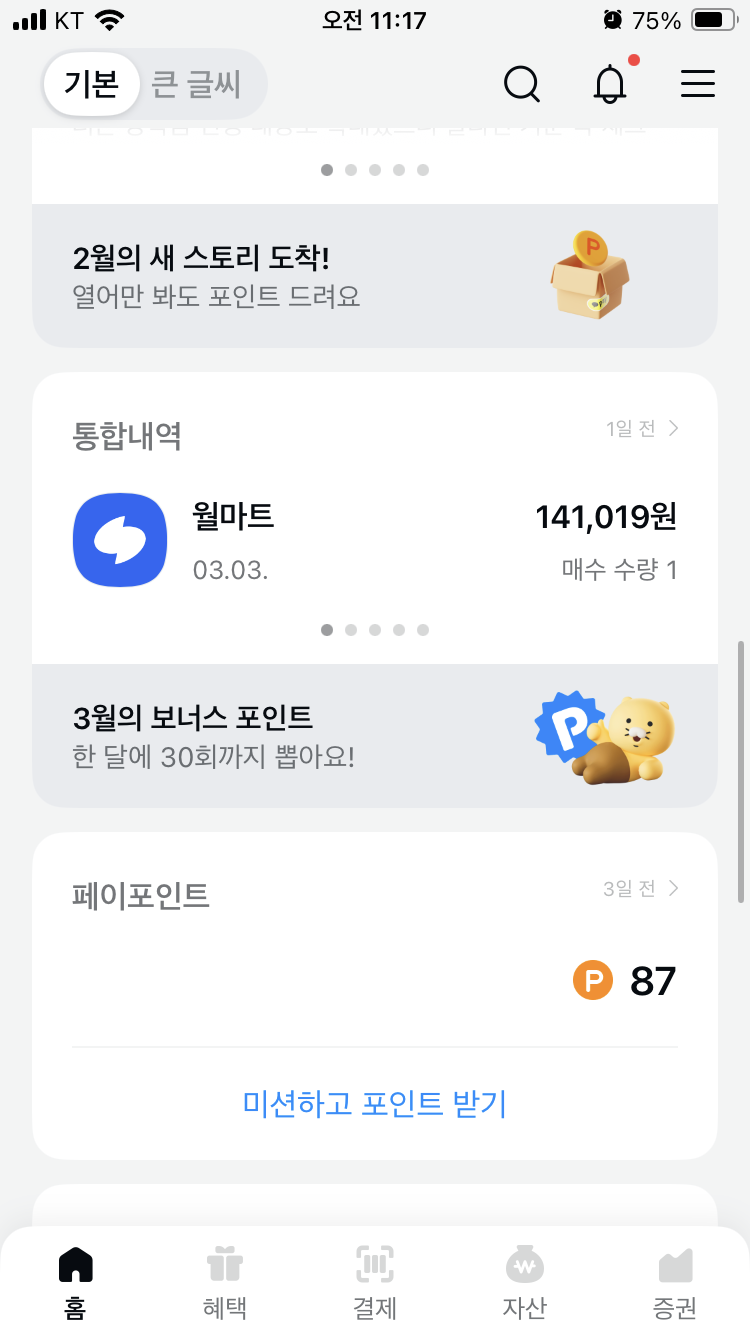 KT
오전 11:17
75%
기본
큰 글씨
2월의 새 스토리 도착!
열어만 봐도 포인트 드려요
통합내역
1일 전
월마트
141,019원
03.03.
매수 수량 1
3월의 보너스 포인트
한 달에 30회까지 뽑아요!
페이포인트
3일 전
P 87
미션하고 포인트 받기
홈
혜택
결제
자산
증권